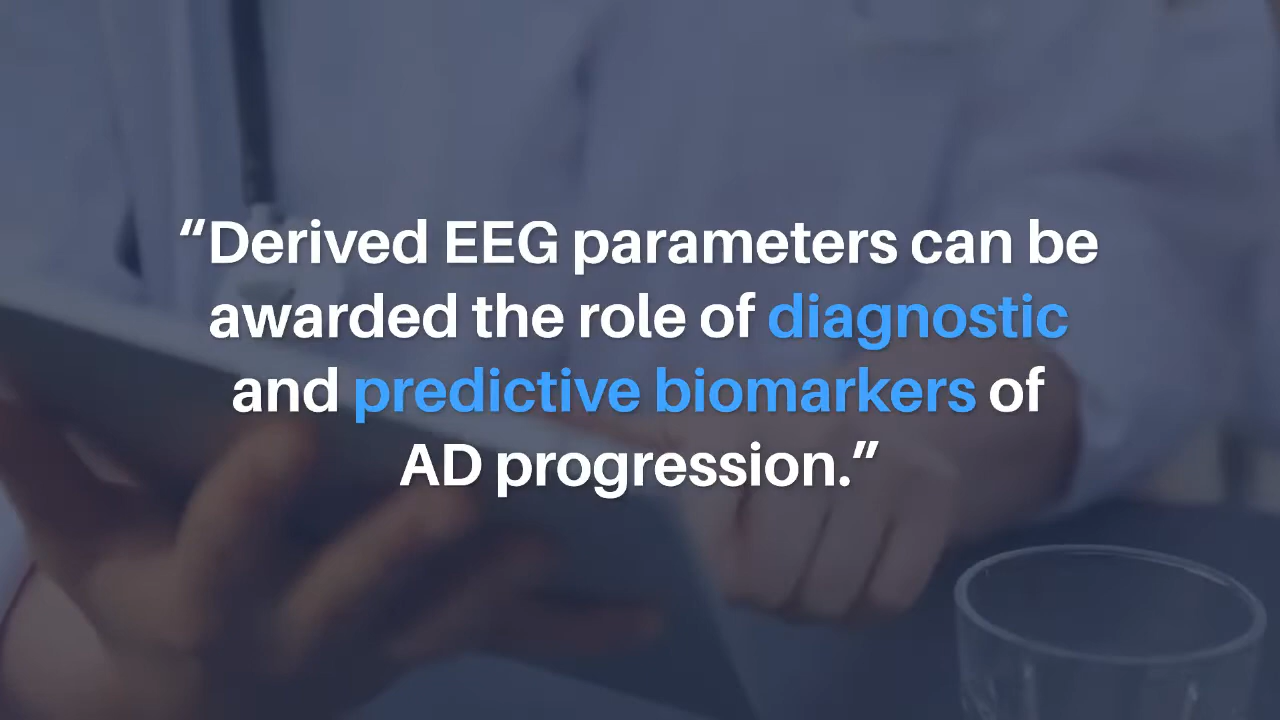 “Derived EEG parameters can be
awarded the role of diagnostic
and predictive biomarkers of
AD progression.”